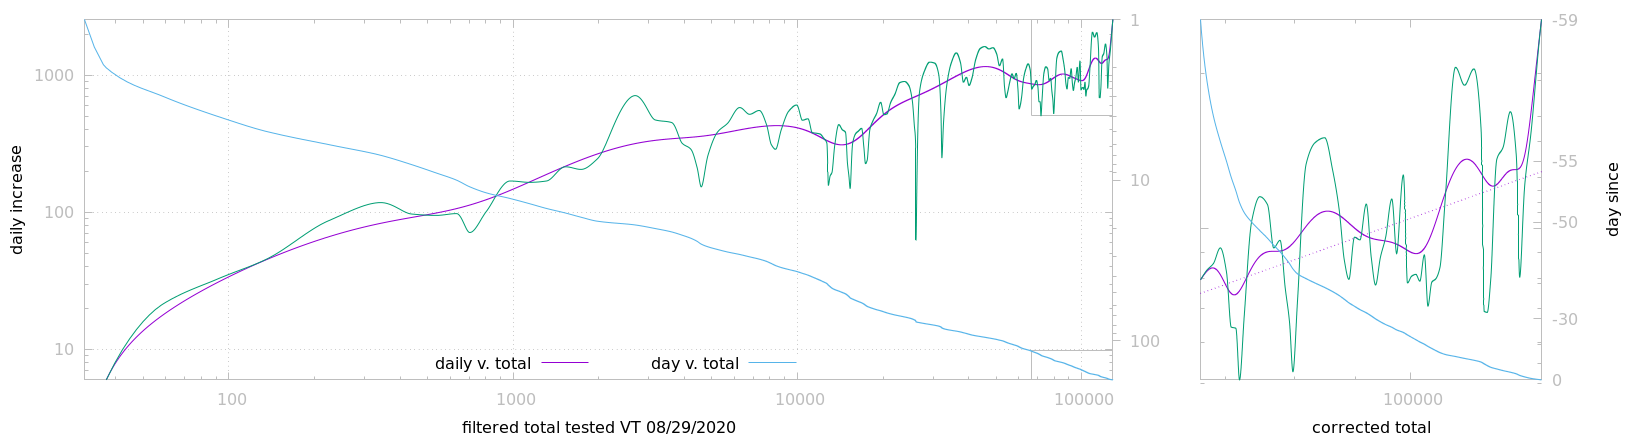 daily increase
1000
100
10
100
1000
10000
100000
filtered total tested VT 08/29/2020
daily v. total
day v. total
1
10
100
100000
corrected total
-59
-55
-50
-30
0
day since